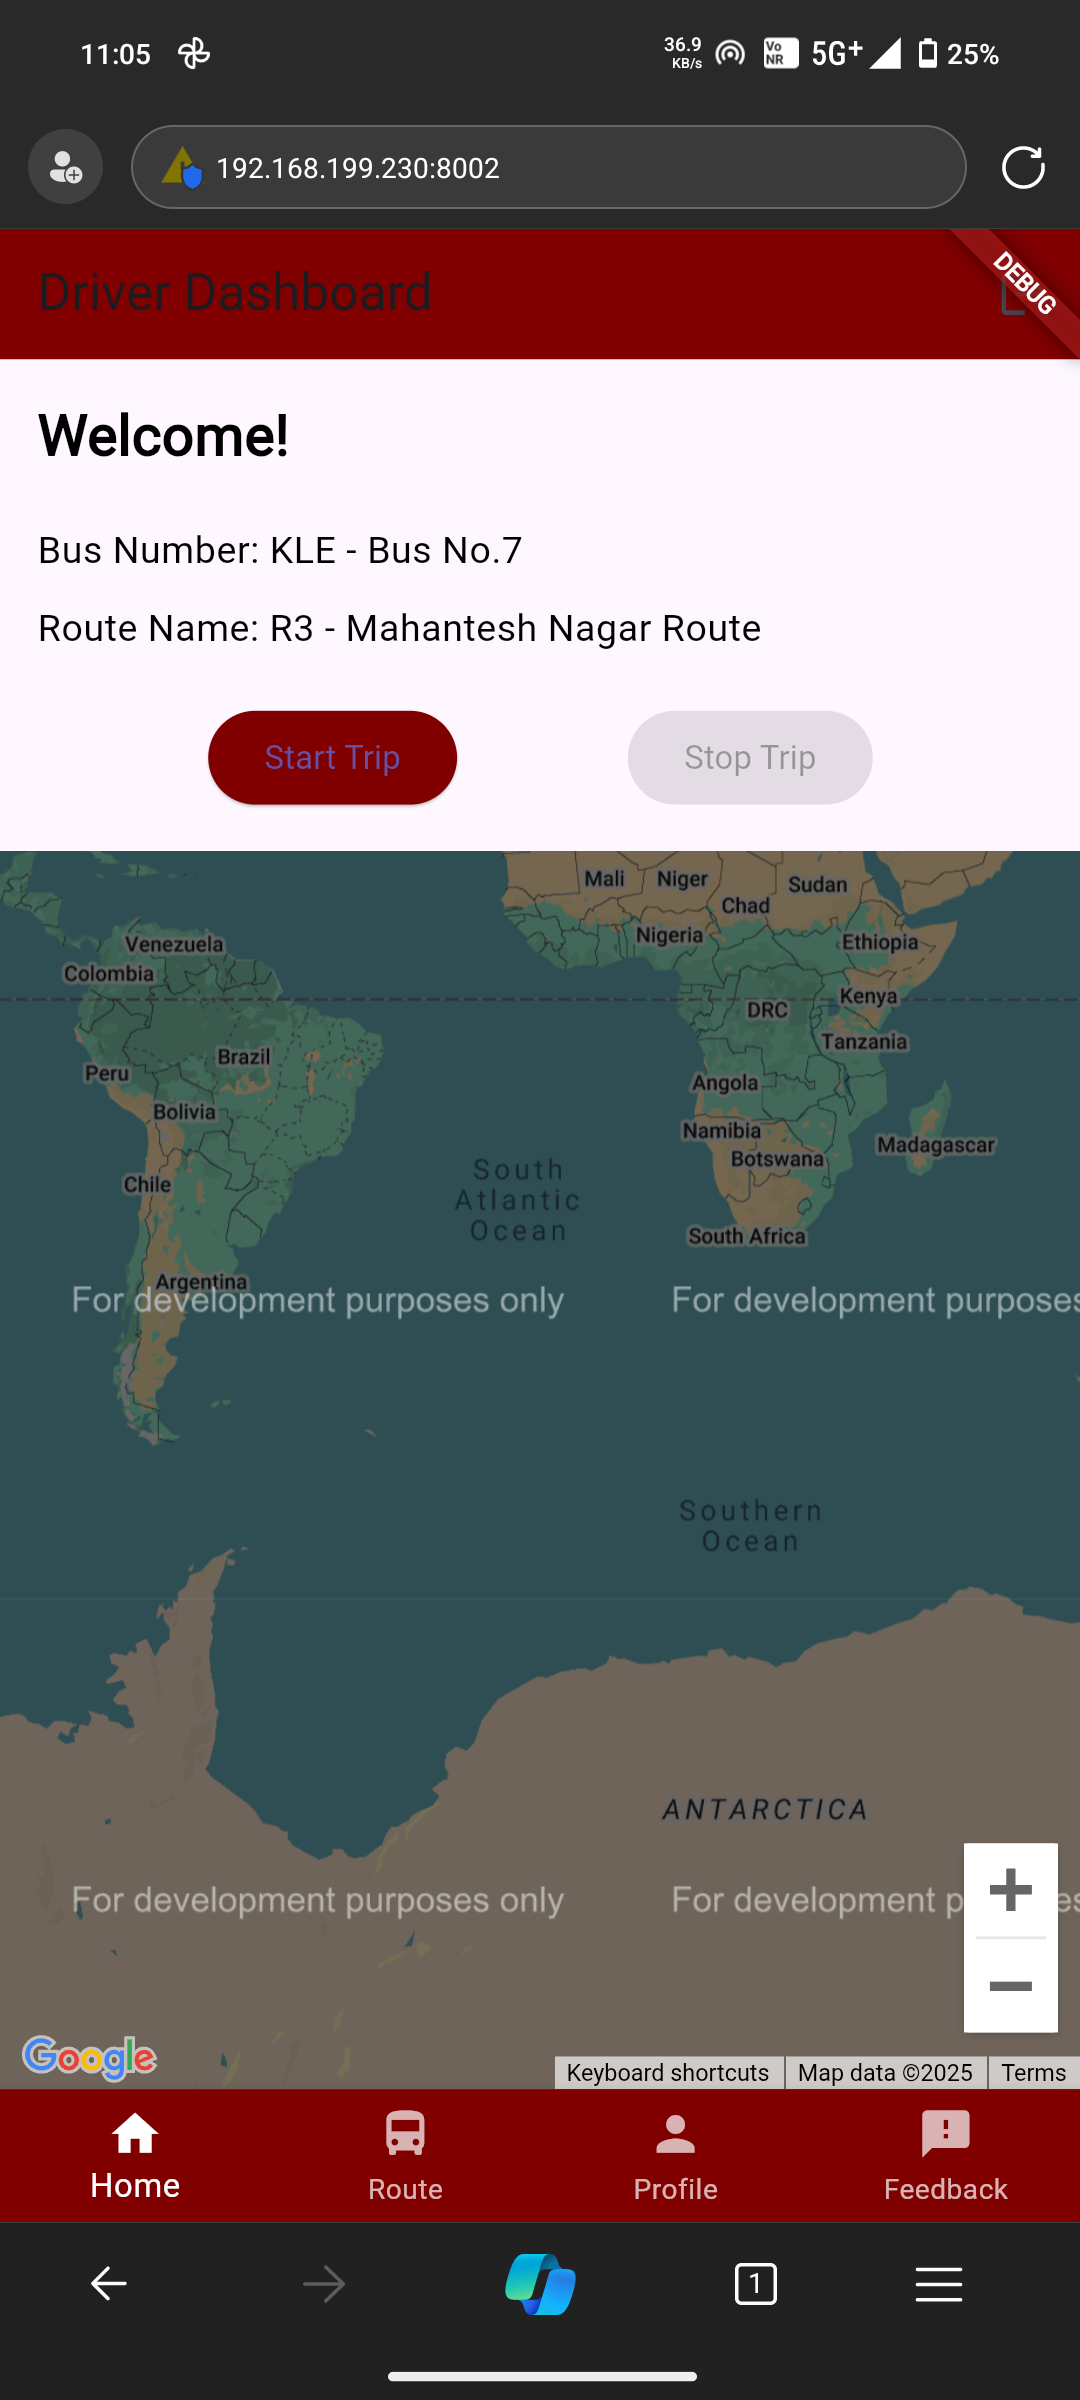 11:05
36.9
KB/s
Vo
NR
5G+
25%
192.168.199.230:8002
Driver Dashboard
DEBUG
Welcome!
Bus Number: KLE - Bus No.7
Route Name: R3 - Mahantesh Nagar Route
Start Trip
Stop Trip
Mali
Niger
Sudan
Chad
Nigeria
Ethiopia
Venezuela
Colombia
Kenya
DRC
Tanzania
Brazil
Peru
Angola
Bolivia
Namibia
Botswana
Madagascar
Chile
South
Atlantic
Ocean
South Africa
Argentina
For development purposes only
For development purposes
Southern
Ocean
ANTARCTICA
For development purposes only
For development p
es
Google
Keyboard shortcuts
Map data ©2025
Terms
Home
Route
Profile
Feedback
1